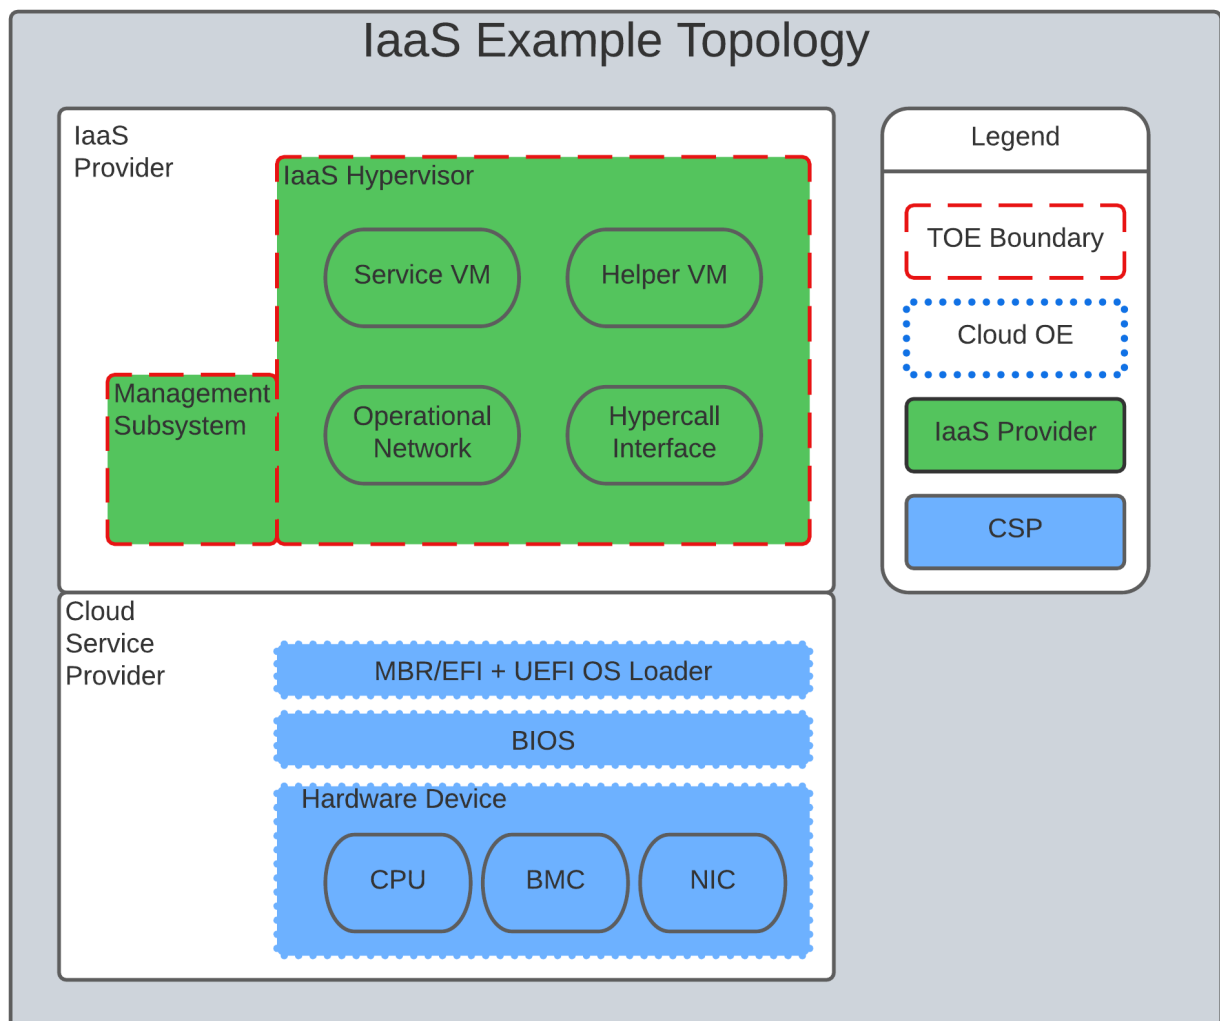 IaaS Example Topology
IaaS
Provider
IaaS Hypervisor
Service VM
Helper VM
Management
Subsystem
Operational
Network
Hypercall
Interface
Cloud
Service
Provider
MBR/EFI + UEFI OS Loader
BIOS
Hardware Device
CPU
BMC
NIC
Legend
TOE Boundary
Cloud OE
IaaS Provider
CSP